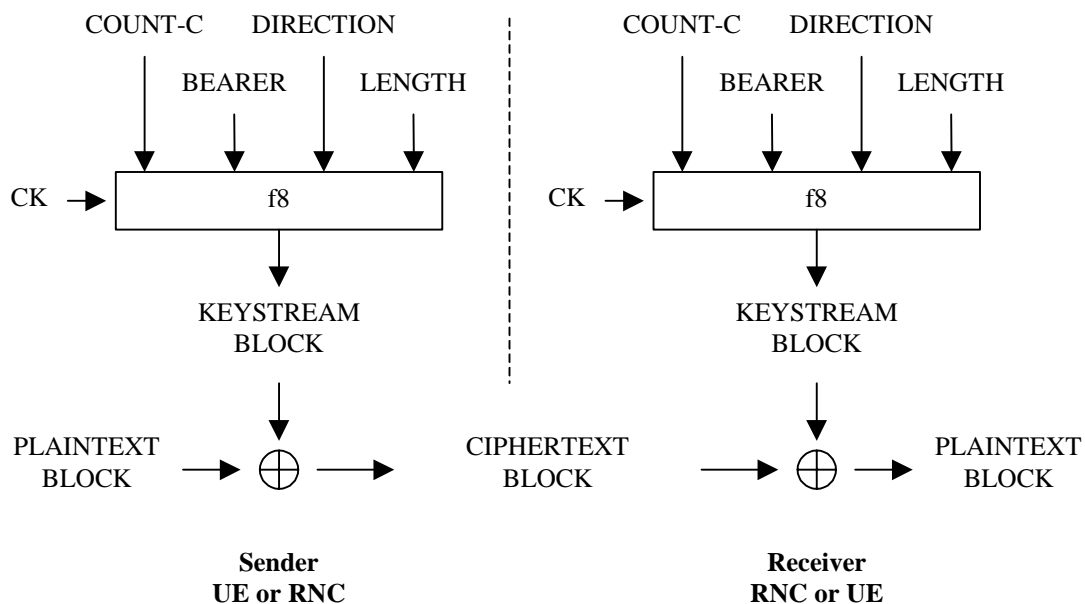 COUNT-C DIRECTION COUNT-C DIRECTION
BEARER LENGTH BEARER LENGTH
CK f8 CK f8
KEYSTREAM BLOCK KEYSTREAM BLOCK
PLAINTEXT BLOCK CIPHERTEXT BLOCK PLAINTEXT BLOCK
Sender
UE or RNC
Receiver
RNC or UE